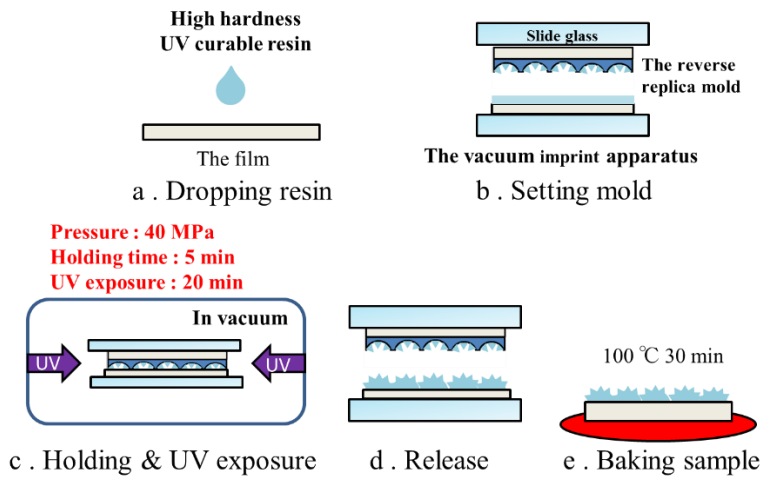 High hardness
UV curable resin
The film
a . Dropping resin
Slide glass
The reverse
replica mold
The vacuum imprint apparatus
b . Setting mold
Pressure : 40 MPa
Holding time : 5 min
UV exposure : 20 min
In vacuum
UV
UV
c . Holding & UV exposure
d . Release
100 ℃ 30 min
e . Baking sample